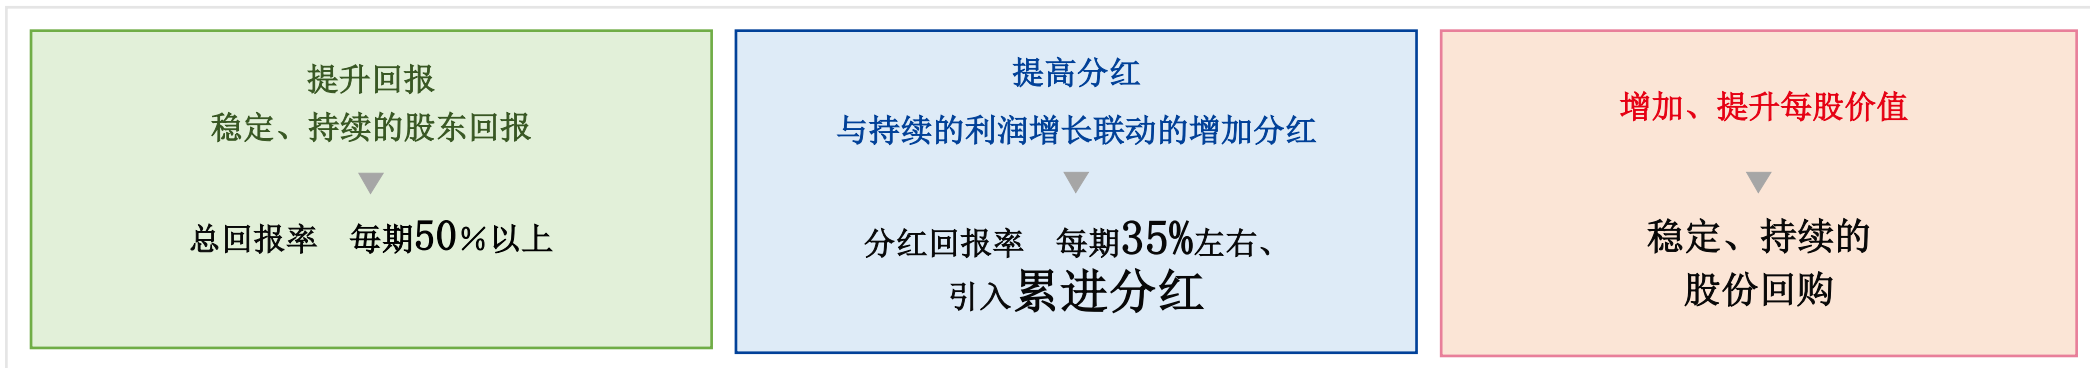 提升回报
稳定、持续的股东回报
总回报率　每期50％以上
提高分红
与持续的利润增长联动的增加分红
分红回报率　每期35%左右、
引入累进分红
增加、提升每股价值
稳定、持续的
股份回购